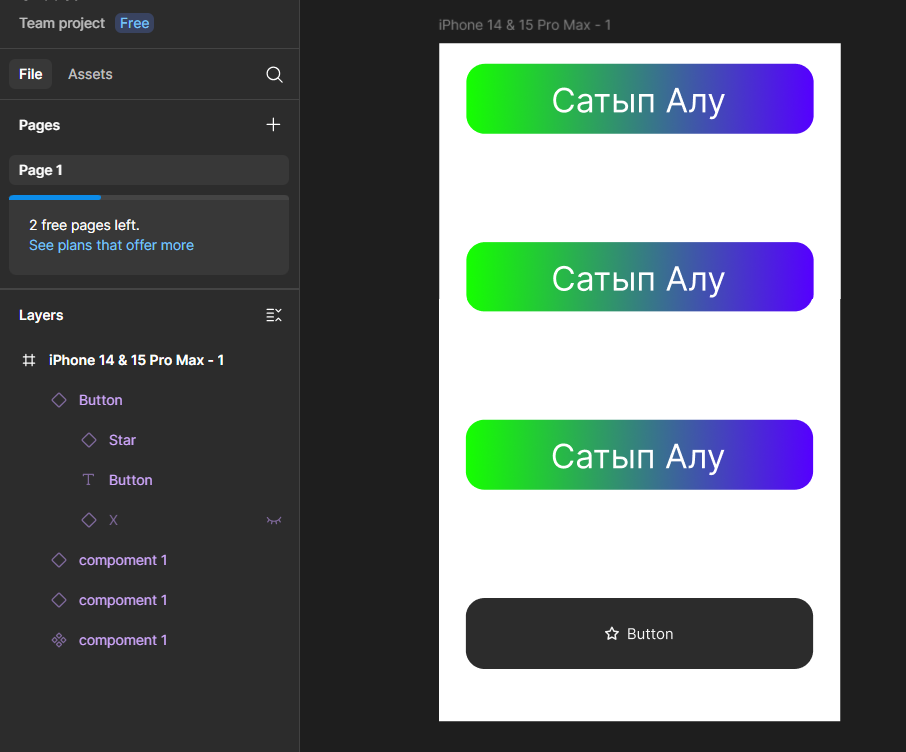 Team project Free
File Assets
Pages
Page 1
2 free pages left.
See plans that offer more
Layers
iPhone 14 & 15 Pro Max - 1
Button
Star
Button
X
compoment 1
compoment 1
compoment 1
iPhone 14 & 15 Pro Max - 1
Сатып Алу
Сатып Алу
Сатып Алу
Button